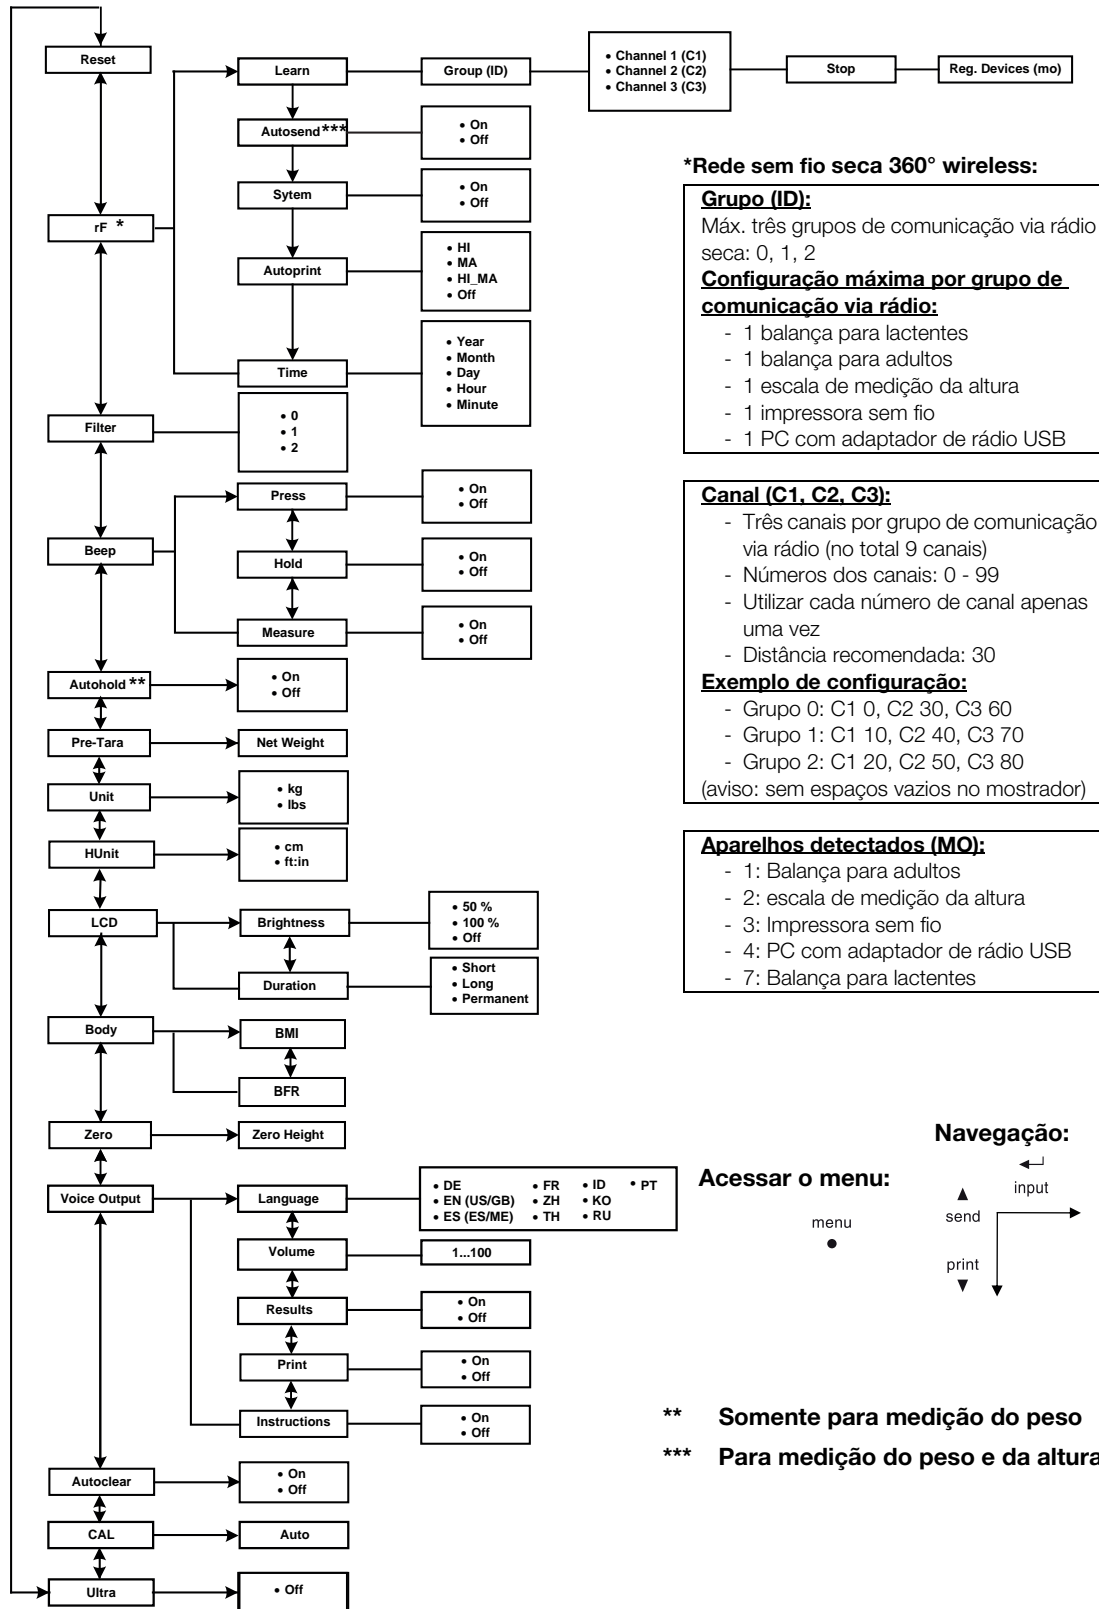 Reset
Learn
Group (ID)
• Channel 1 (C1)
• Channel 2 (C2)
• Channel 3 (C3)
Stop
Reg. Devices (mo)
Autosend***
• On
• Off
Sytem
• On
• Off
rF *
Autoprint
• HI
• MA
• HI_MA
• Off
Time
• Year
• Month
• Day
• Hour
• Minute
Filter
• 0
• 1
• 2
Beep
Press
• On
• Off
Hold
• On
• Off
Measure
• On
• Off
Autohold **
• On
• Off
Pre-Tara
Net Weight
Unit
• kg
• lbs
HUnit
• cm
• ft:in
LCD
Brightness
• 50 %
• 100 %
• Off
Duration
• Short
• Long
• Permanent
Body
BMI
BFR
Zero
Zero Height
Voice Output
Language
• DE • FR • ID • PT
• EN (US/GB) • ZH • KO
• ES (ES/ME) • TH • RU
Volume
1...100
Results
• On
• Off
Print
• On
• Off
Instructions
• On
• Off
Autoclear
• On
• Off
CAL
Auto
Ultra
• Off
*Rede sem fio seca 360° wireless:
Grupo (ID):
Máx. três grupos de comunicação via rádio
seca: 0, 1, 2
Configuração máxima por grupo de
comunicação via rádio:
- 1 balança para lactentes
- 1 balança para adultos
- 1 escala de medição da altura
- 1 impressora sem fio
- 1 PC com adaptador de rádio USB
Canal (C1, C2, C3):
- Três canais por grupo de comunicação
via rádio (no total 9 canais)
- Números dos canais: 0 - 99
- Utilizar cada número de canal apenas
uma vez
- Distância recomendada: 30
Exemplo de configuração:
- Grupo 0: C1 0, C2 30, C3 60
- Grupo 1: C1 10, C2 40, C3 70
- Grupo 2: C1 20, C2 50, C3 80
(aviso: sem espaços vazios no mostrador)
Aparelhos detectados (MO):
- 1: Balança para adultos
- 2: escala de medição da altura
- 3: Impressora sem fio
- 4: PC com adaptador de rádio USB
- 7: Balança para lactentes
Acessar o menu:
menu
Navegação:
input
send
print
** Somente para medição do peso
*** Para medição do peso e da altura